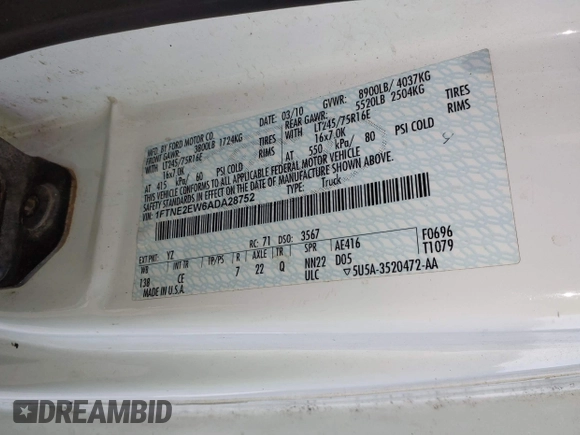 MFD. BY FORD MOTOR CO.
DATE: 03/10 GVWR: 8900LB/ 4037KG
FRONT GAWR: 3800LB 1724KG
REAR GAWR: 5520LB 2504KG
LT245/75R16E TIRES WITH LT245/75R16E TIRES
16x7.0K RIMS 16x7.0K RIMS
AT 415 kPa/ 60 PSI COLD AT 550 kPa/ 80 PSI COLD
THIS VEHICLE CONFORMS TO ALL APPLICABLE FEDERAL MOTOR VEHICLE
SAFETY STANDARDS IN EFFECT ON THE DATE OF MANUFACTURE SHOWN ABOVE.
VIN: 1FTNE2EW6ADA28752
TYPE: Truck
EXT PNT: YZ RC: 71 DSO: 3567 F0696
WB INT TR TP/PS R AXLE TR SPR AE416 T1079
138 CE 7 22 Q NN22 D05
MADE IN U.S.A. ULC 5U5A-3520472-AA
DREAMBID